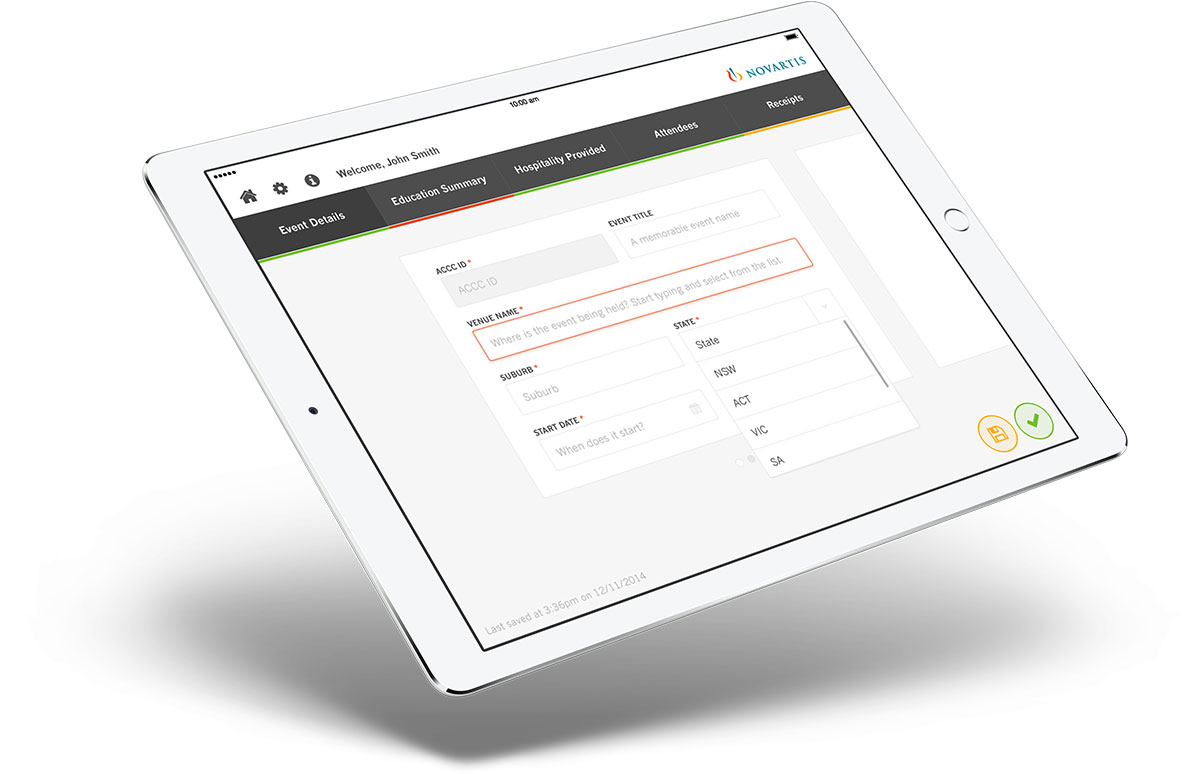 10:00 am
NOVARTIS
Welcome, John Smith
Event Details
Education Summary
Hospitality Provided
Attendees
Receipts
ACCC ID *
ACCC ID
EVENT TITLE
A memorable event name
VENUE NAME *
Where is the event being held? Start typing and select from the list.
SUBURB *
Suburb
STATE *
State
NSW
ACT
VIC
SA
START DATE *
When does it start?
Last saved at 3:36pm on 12/11/2014